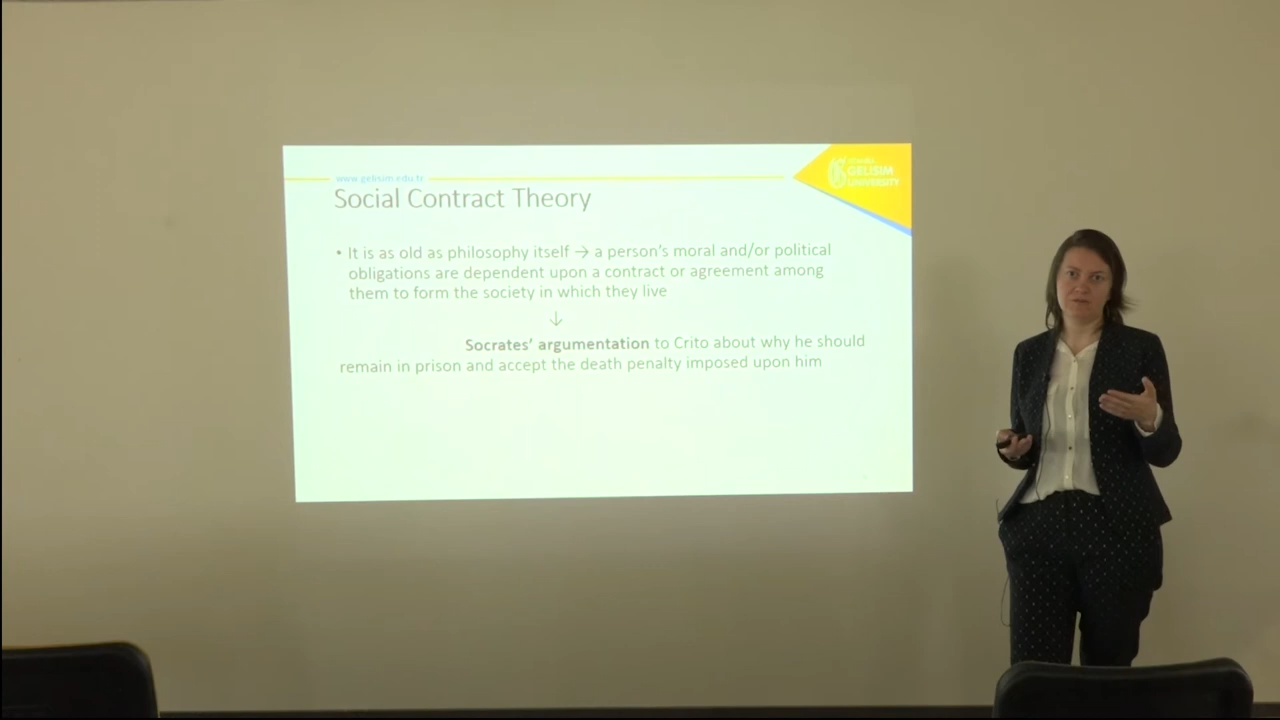 www.gelisim.edu.tr
ISTANBUL
GELISIM
UNIVERSITY
Social Contract Theory
• It is as old as philosophy itself → a person's moral and/or political
obligations are dependent upon a contract or agreement among
them to form the society in which they live
↓
Socrates' argumentation to Crito about why he should
remain in prison and accept the death penalty imposed upon him